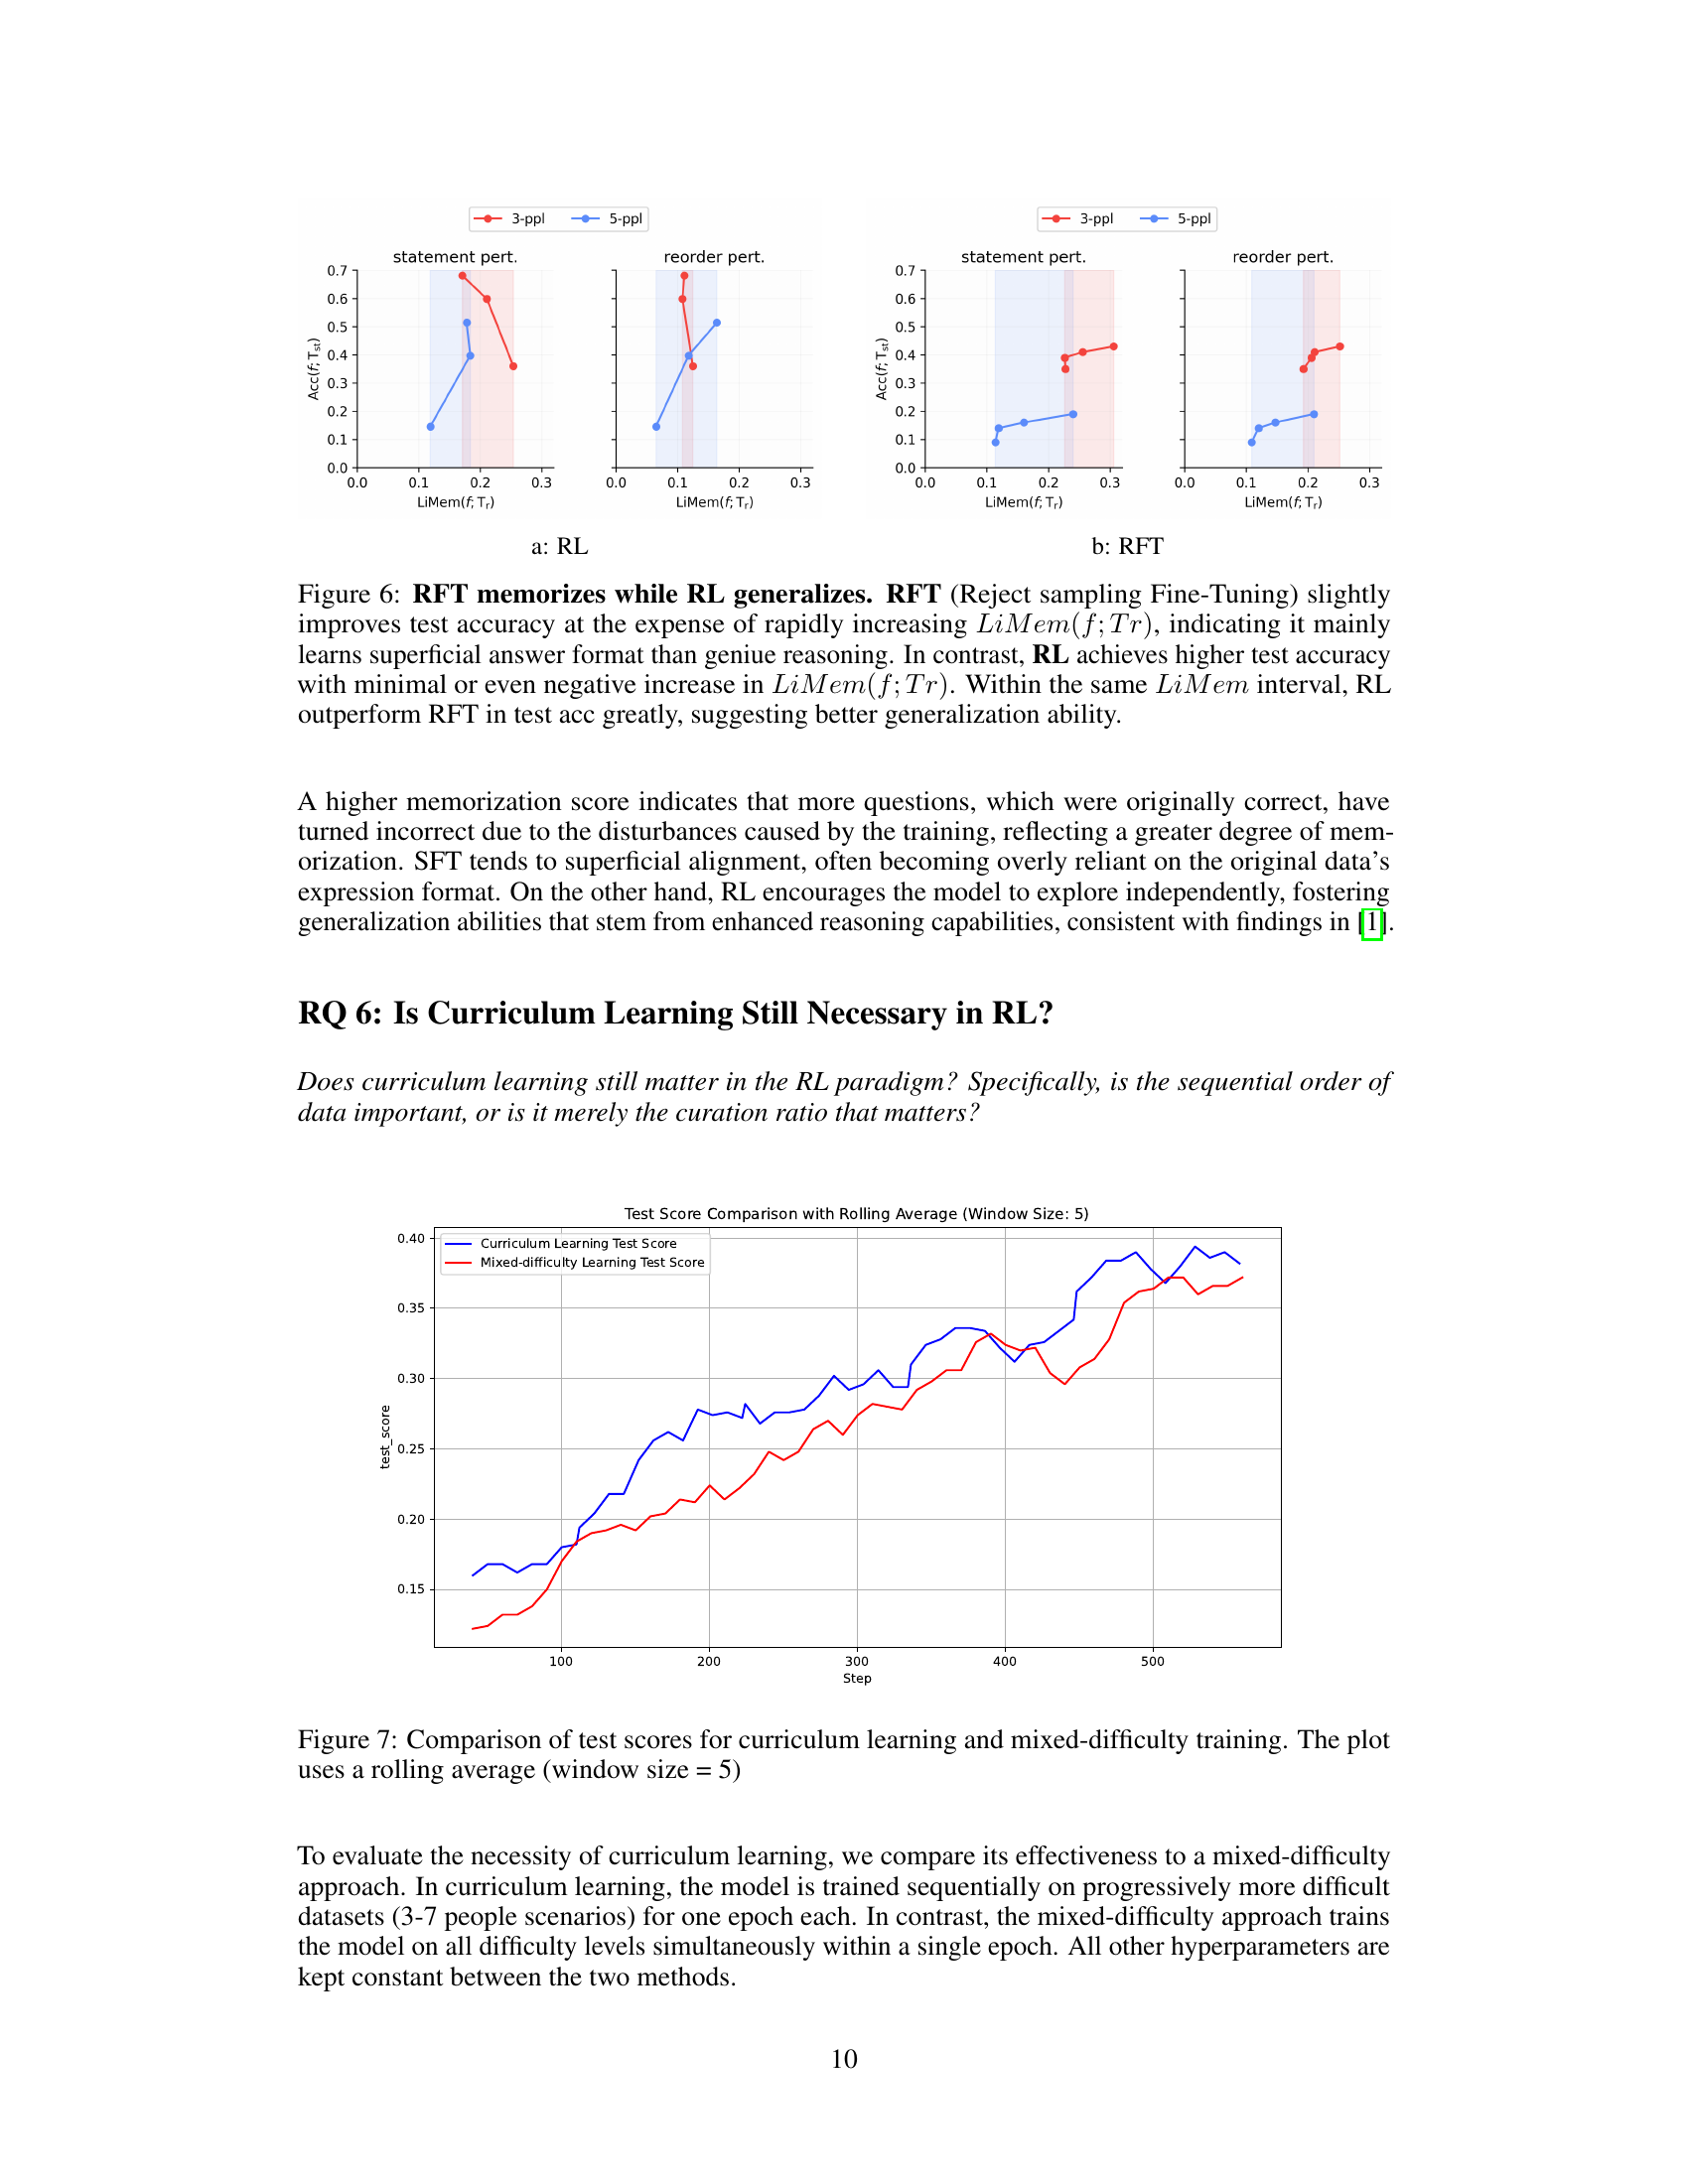 3-ppl 5-ppl
statement pert. reorder pert.
0.7
0.6
0.5
0.4
0.3
0.2
0.1
0.0
Acc(f; Tst)
0.0 0.1 0.2 0.3 0.0 0.1 0.2 0.3
LiMem(f; Tr) LiMem(f; Tr)
a: RL
3-ppl 5-ppl
statement pert. reorder pert.
0.7
0.6
0.5
0.4
0.3
0.2
0.1
0.0
Acc(f; Tst)
0.0 0.1 0.2 0.3 0.0 0.1 0.2 0.3
LiMem(f; Tr) LiMem(f; Tr)
b: RFT
Figure 6: RFT memorizes while RL generalizes. RFT (Reject sampling Fine-Tuning) slightly
improves test accuracy at the expense of rapidly increasing LiMem(f; Tr), indicating it mainly
learns superficial answer format than geniue reasoning. In contrast, RL achieves higher test accuracy
with minimal or even negative increase in LiMem(f; Tr). Within the same LiMem interval, RL
outperform RFT in test acc greatly, suggesting better generalization ability.
A higher memorization score indicates that more questions, which were originally correct, have
turned incorrect due to the disturbances caused by the training, reflecting a greater degree of mem-
orization. SFT tends to superficial alignment, often becoming overly reliant on the original data's
expression format. On the other hand, RL encourages the model to explore independently, fostering
generalization abilities that stem from enhanced reasoning capabilities, consistent with findings in [1].
RQ 6: Is Curriculum Learning Still Necessary in RL?
Does curriculum learning still matter in the RL paradigm? Specifically, is the sequential order of
data important, or is it merely the curation ratio that matters?
Test Score Comparison with Rolling Average (Window Size: 5)
Curriculum Learning Test Score
Mixed-difficulty Learning Test Score
0.40
0.35
0.30
0.25
0.20
0.15
test_score
100 200 300 400 500
Step
Figure 7: Comparison of test scores for curriculum learning and mixed-difficulty training. The plot
uses a rolling average (window size = 5)
To evaluate the necessity of curriculum learning, we compare its effectiveness to a mixed-difficulty
approach. In curriculum learning, the model is trained sequentially on progressively more difficult
datasets (3-7 people scenarios) for one epoch each. In contrast, the mixed-difficulty approach trains
the model on all difficulty levels simultaneously within a single epoch. All other hyperparameters are
kept constant between the two methods.
10